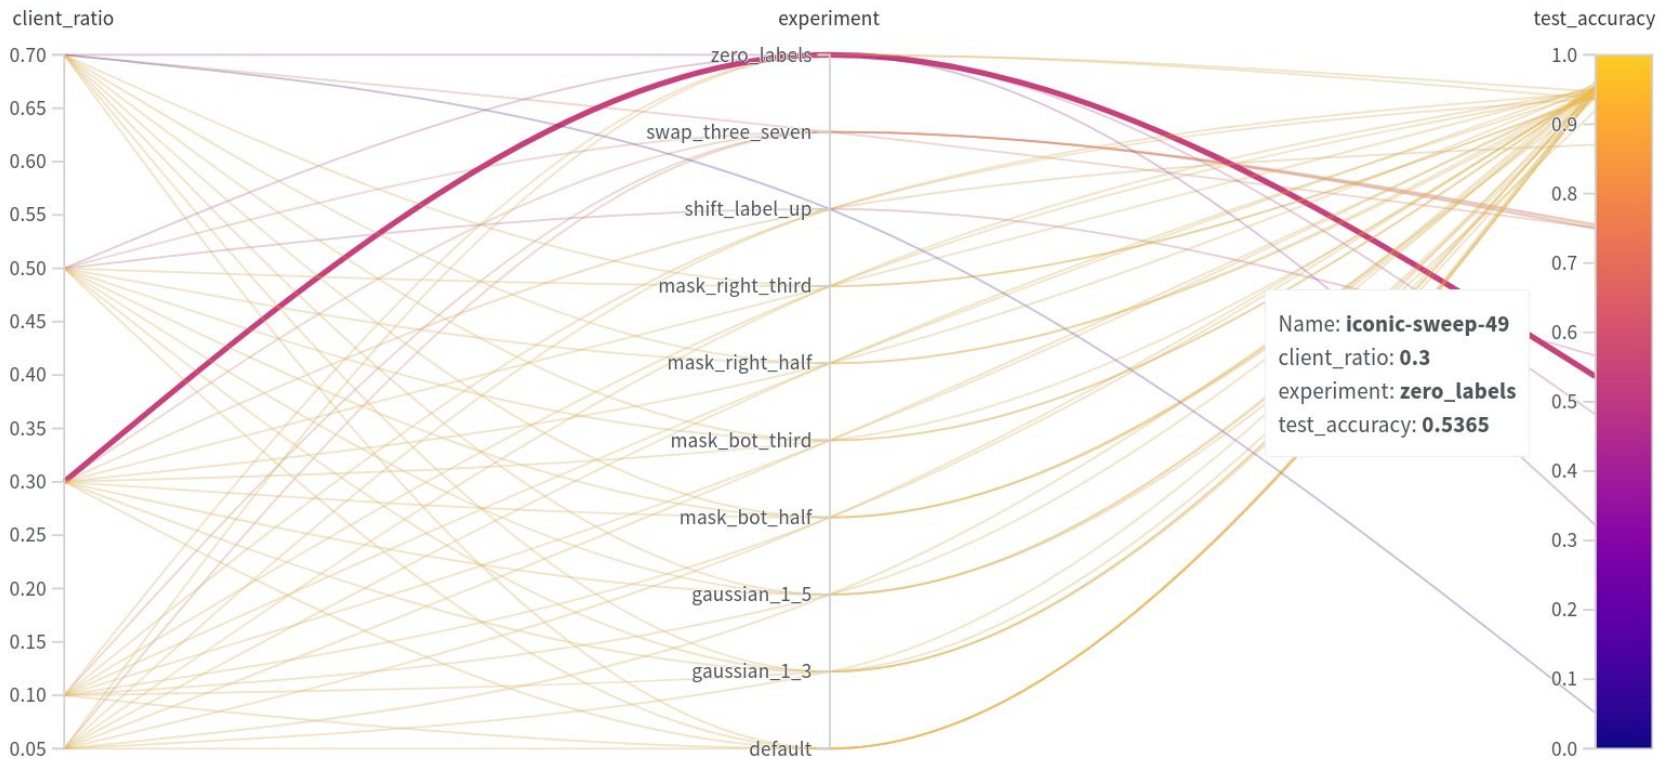 client_ratio
experiment
test_accuracy
0.70
0.65
0.60
0.55
0.50
0.45
0.40
0.35
0.30
0.25
0.20
0.15
0.10
0.05
zero_labels
swap_three_seven
shift_label_up
mask_right_third
mask_right_half
mask_bot_third
mask_bot_half
gaussian_1_5
gaussian_1_3
default
Name: iconic-sweep-49
client_ratio: 0.3
experiment: zero_labels
test_accuracy: 0.5365
1.0
0.9
0.8
0.7
0.6
0.5
0.4
0.3
0.2
0.1
0.0